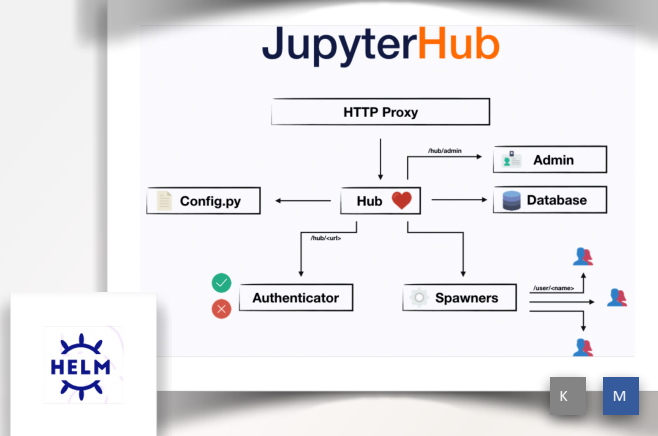 JupyterHub
HTTP Proxy
/hub/admin
Admin
Config.py
Hub
Database
/hub/<url>
Authenticator
Spawners
/user/<name>
HELM
K
M